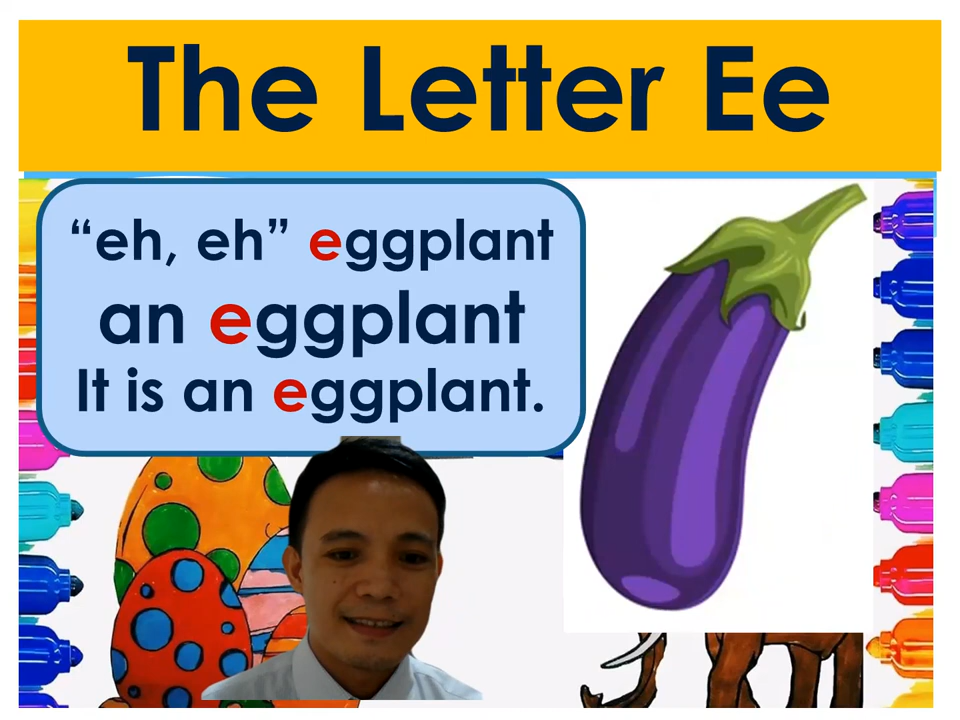 The Letter Ee
“eh, eh” eggplant
an eggplant
It is an eggplant.